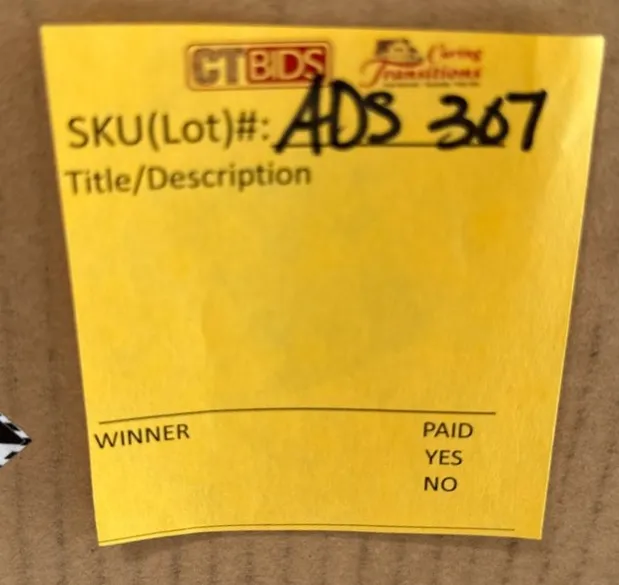 CTBIDS
Caring
Transitions
SKU(Lot)#: ADS 307
Title/Description
WINNER
PAID
YES
NO